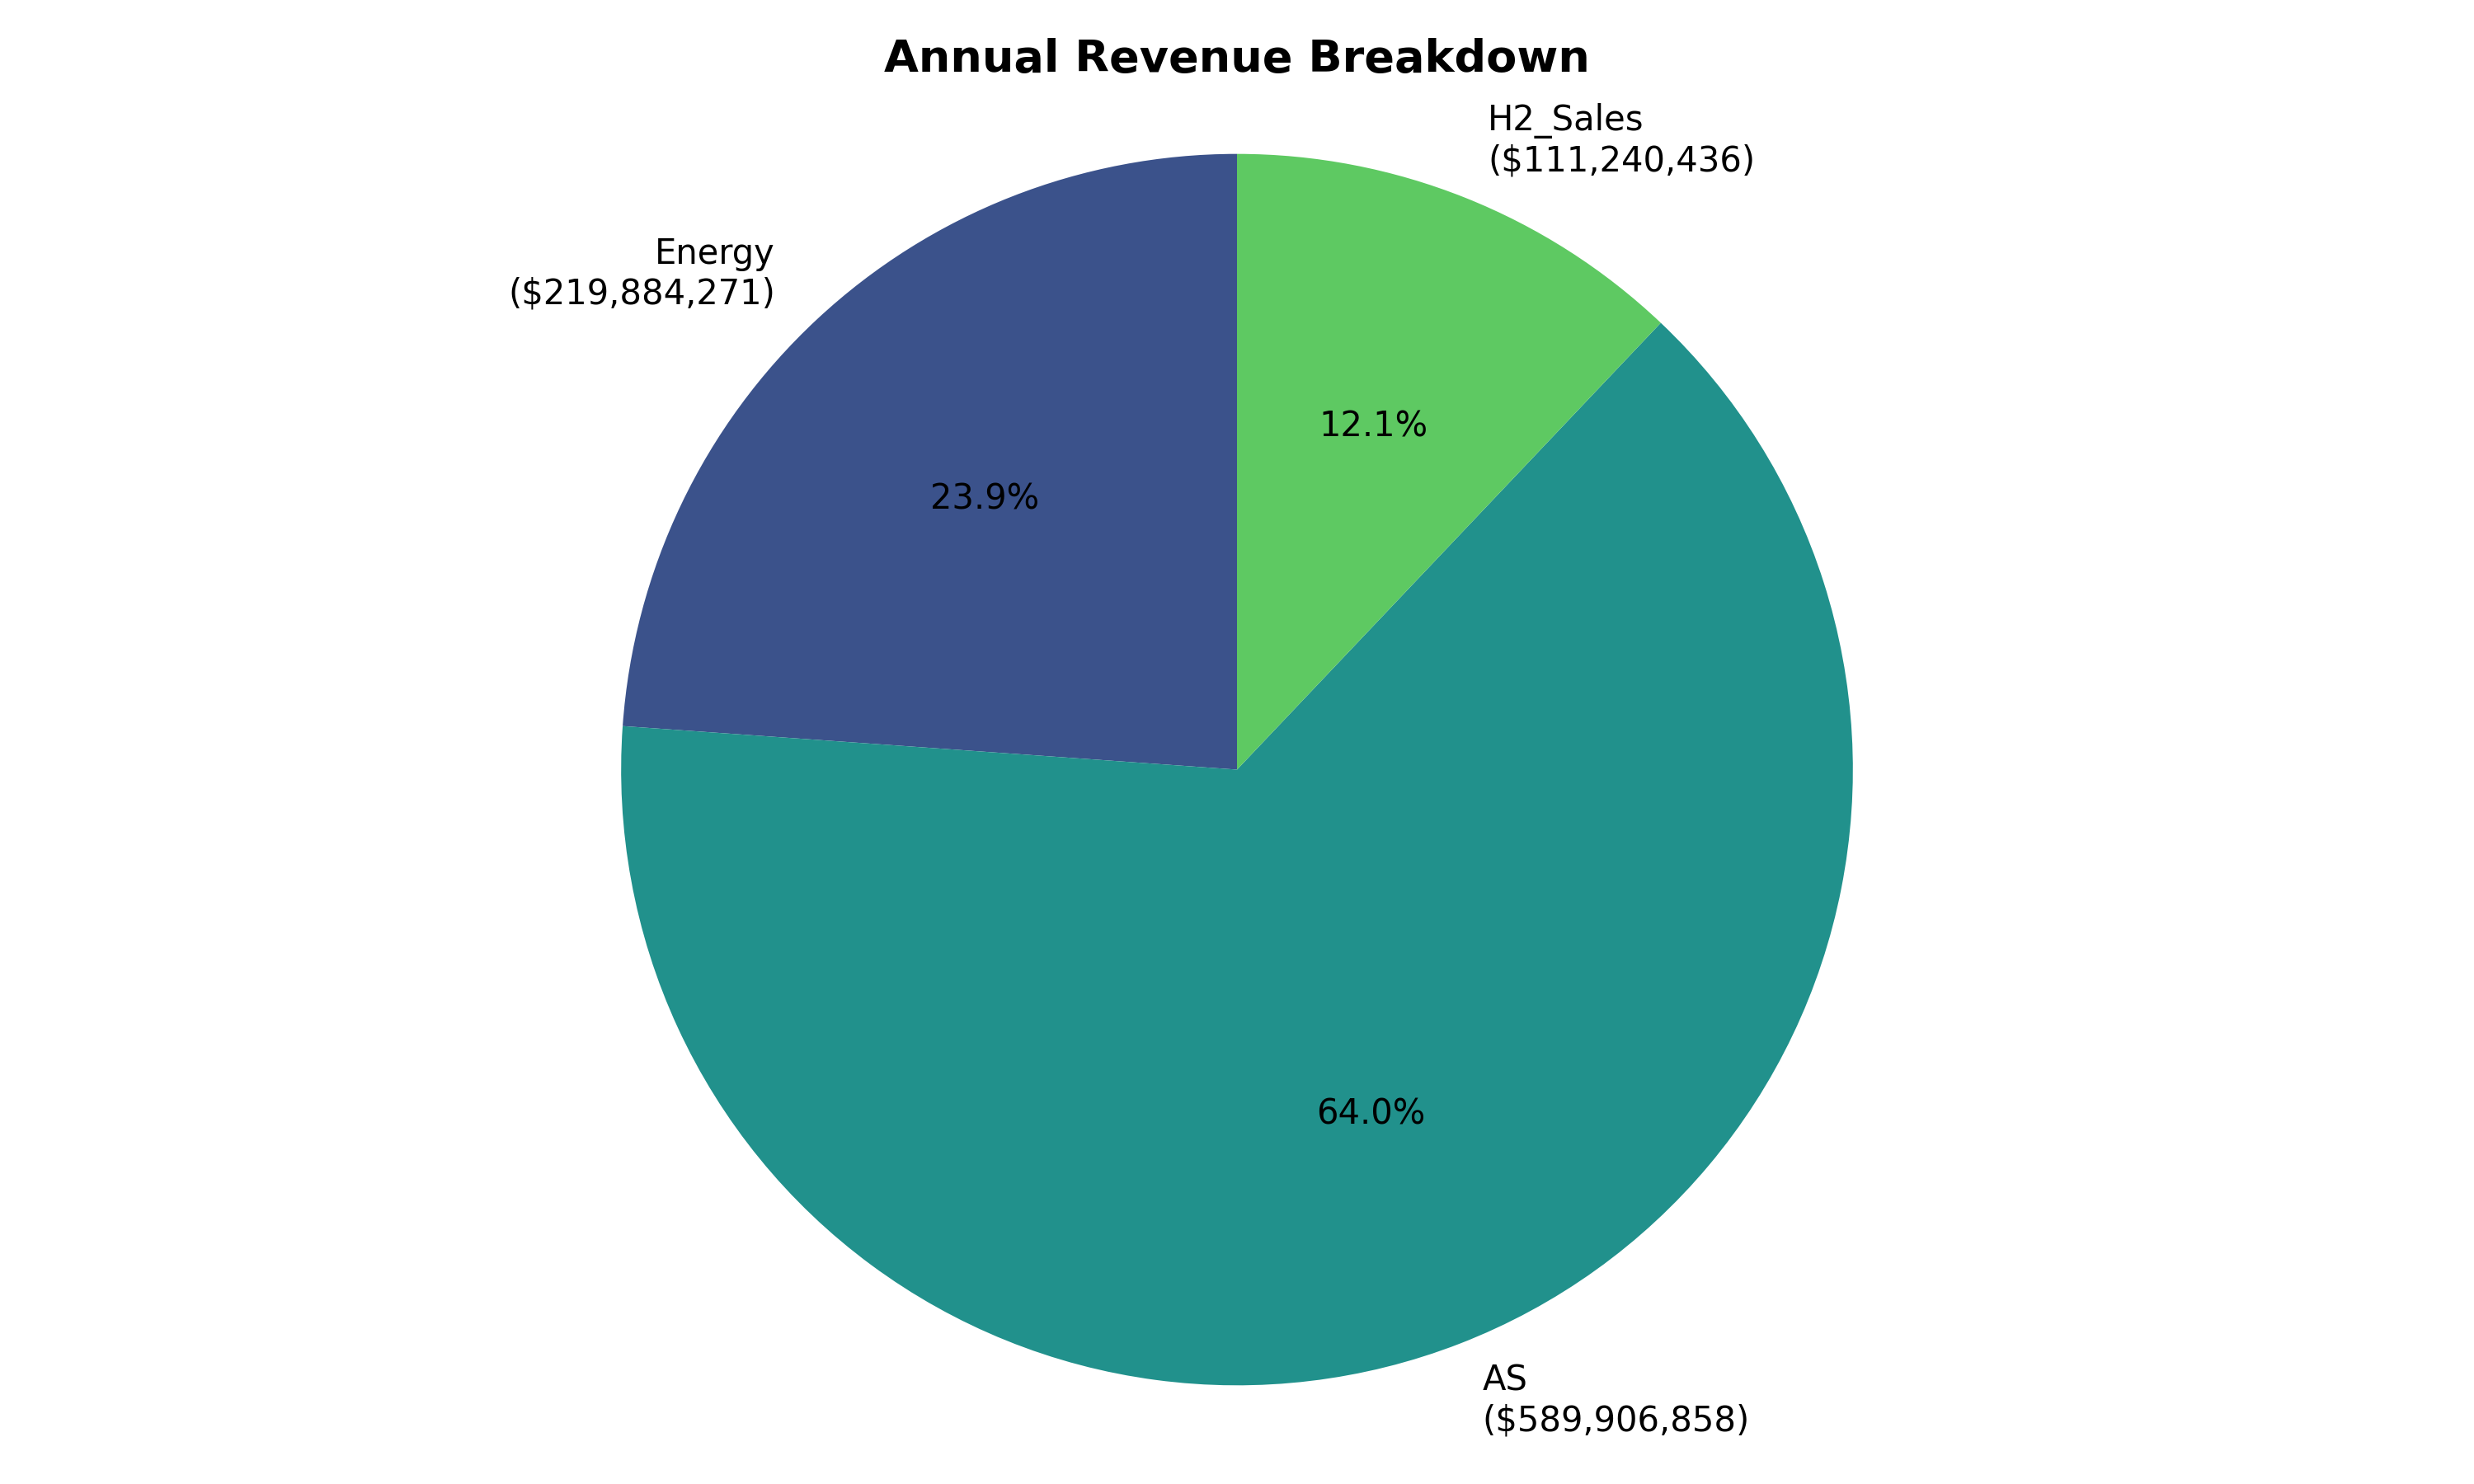 Annual Revenue Breakdown
H2_Sales
($111,240,436)
Energy
($219,884,271)
12.1%
23.9%
64.0%
AS
($589,906,858)